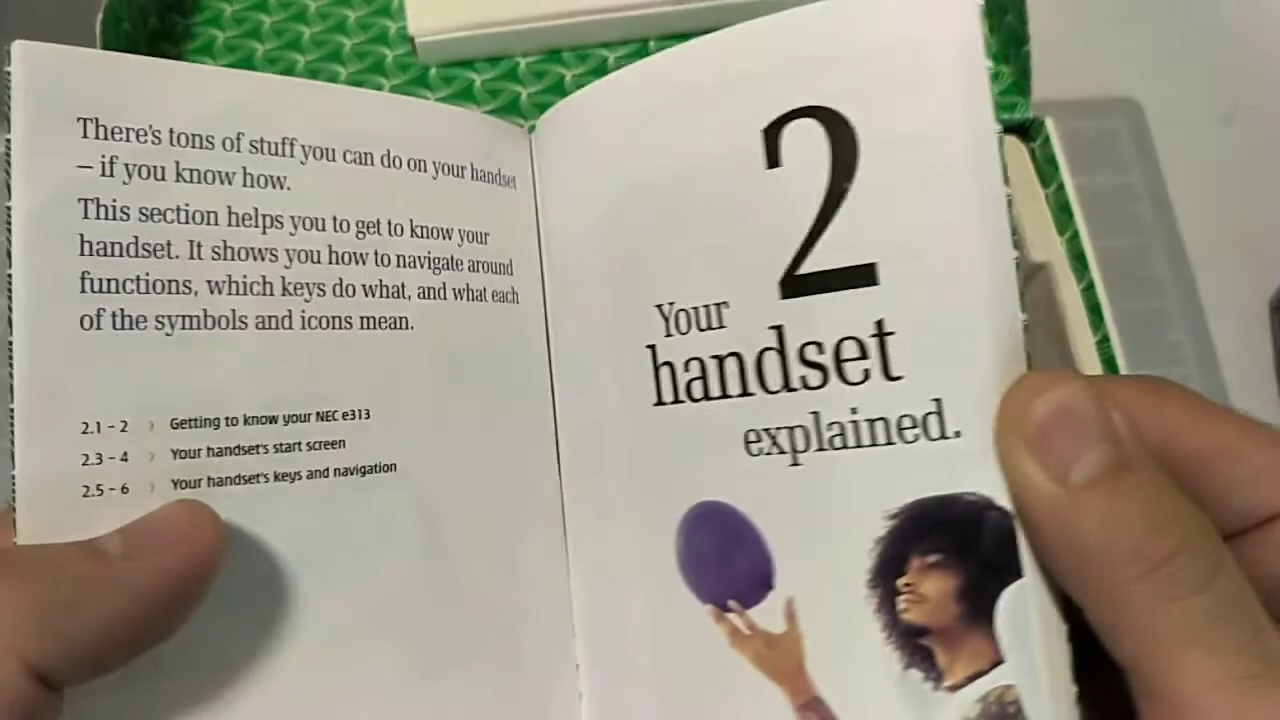 There's tons of stuff you can do on your handset
– if you know how.
This section helps you to get to know your
handset. It shows you how to navigate around
functions, which keys do what, and what each
of the symbols and icons mean.
2.1 – 2 › Getting to know your NEC e313
2.3 – 4 › Your handset's start screen
2.5 – 6 › Your handset's keys and navigation
2
Your
handset
explained.